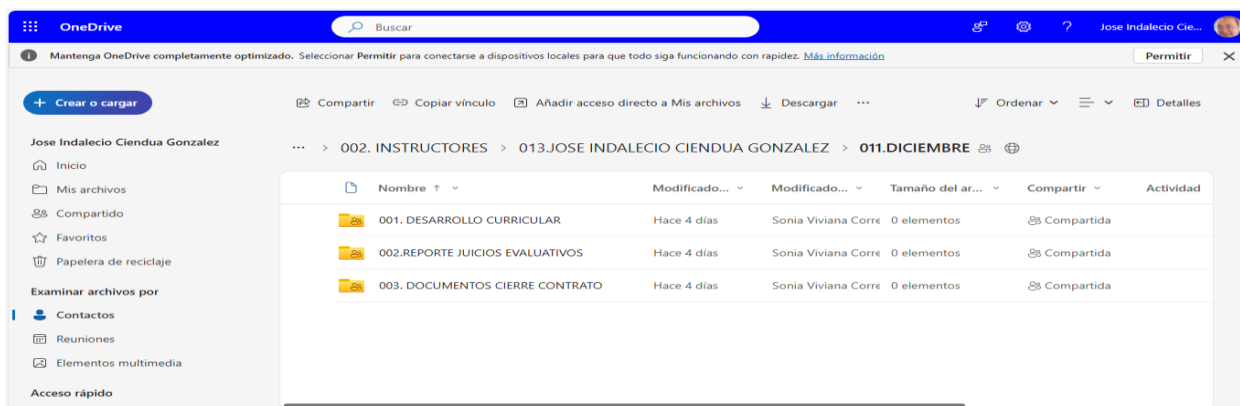 OneDrive
Buscar
?
Jose Indalecio Cie...
Mantenga OneDrive completamente optimizado. Seleccionar Permitir para conectarse a dispositivos locales para que todo siga funcionando con rapidez. Más información
Permitir
+ Crear o cargar
Compartir Copiar vínculo Añadir acceso directo a Mis archivos Descargar ... Ordenar Detalles
Jose Indalecio Ciendua Gonzalez
Inicio
Mis archivos
Compartido
Favoritos
Papelera de reciclaje
Examinar archivos por
Contactos
Reuniones
Elementos multimedia
Acceso rápido
... > 002. INSTRUCTORES > 013.JOSE INDALECIO CIENDUA GONZALEZ > 011.DICIEMBRE
Nombre ↑ Modificado... Modificado... Tamaño del ar... Compartir Actividad
001. DESARROLLO CURRICULAR Hace 4 días Sonia Viviana Corre 0 elementos Compartida
002.REPORTE JUICIOS EVALUATIVOS Hace 4 días Sonia Viviana Corre 0 elementos Compartida
003. DOCUMENTOS CIERRE CONTRATO Hace 4 días Sonia Viviana Corre 0 elementos Compartida